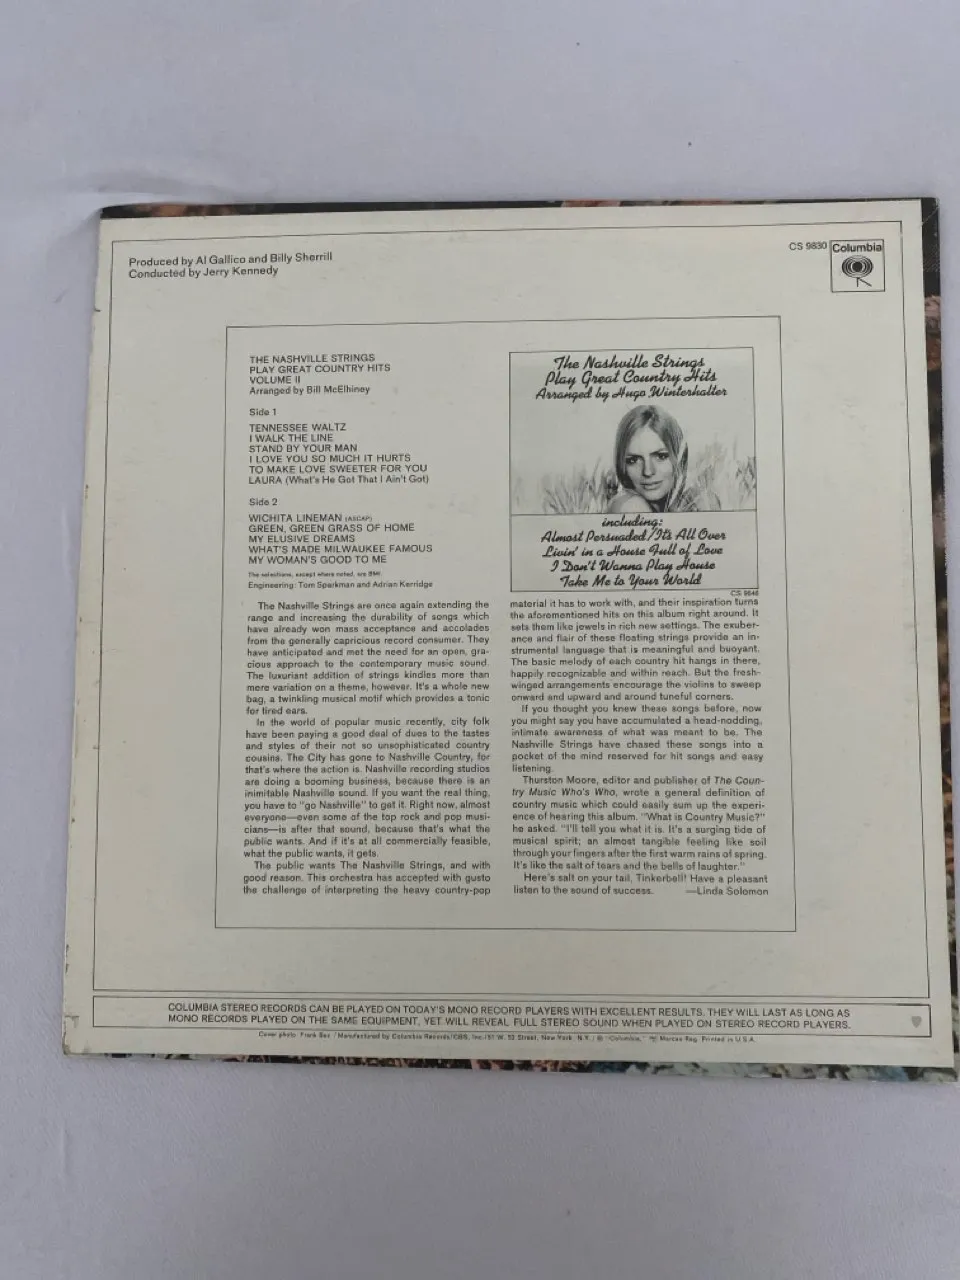 Produced by Al Gallico and Billy Sherrill
Conducted by Jerry Kennedy
CS 9830
Columbia
THE NASHVILLE STRINGS
PLAY GREAT COUNTRY HITS
VOLUME II
Arranged by Bill McElhiney
Side 1
TENNESSEE WALTZ
I WALK THE LINE
STAND BY YOUR MAN
I LOVE YOU SO MUCH IT HURTS
TO MAKE LOVE SWEETER FOR YOU
LAURA (What's He Got That I Ain't Got)
Side 2
WICHITA LINEMAN (ASCAP)
GREEN, GREEN GRASS OF HOME
MY ELUSIVE DREAMS
WHAT'S MADE MILWAUKEE FAMOUS
MY WOMAN'S GOOD TO ME
The selections, except where noted, are BMI.
Engineering: Tom Sparkman and Adrian Kerridge
The Nashville Strings are once again extending the
range and increasing the durability of songs which
have already won mass acceptance and accolades
from the generally capricious record consumer. They
have anticipated and met the need for an open, gra-
cious approach to the contemporary music sound.
The luxuriant addition of strings kindles more than
mere variation on a theme, however. It's a whole new
bag, a twinkling musical motif which provides a tonic
for tired ears.
In the world of popular music recently, city folk
have been paying a good deal of dues to the tastes
and styles of their not so unsophisticated country
cousins. The City has gone to Nashville Country, for
that's where the action is. Nashville recording studios
are doing a booming business, because there is an
inimitable Nashville sound. If you want the real thing,
you have to "go Nashville" to get it. Right now, almost
everyone—even some of the top rock and pop musi-
cians—is after that sound, because that's what the
public wants. And if it's at all commercially feasible,
what the public wants, it gets.
The public wants The Nashville Strings, and with
good reason. This orchestra has accepted with gusto
the challenge of interpreting the heavy country-pop
The Nashville Strings
Play Great Country Hits
Arranged by Hugo Winterhalter
including:
Almost Persuaded/It's All Over
Livin' in a House Full of Love
I Don't Wanna Play House
Take Me to Your World
material it has to work with, and their inspiration turns
the aforementioned hits on this album right around. It
sets them like jewels in rich new settings. The exuber-
ance and flair of these floating strings provide an in-
strumental language that is meaningful and buoyant.
The basic melody of each country hit hangs in there,
happily recognizable and within reach. But the fresh-
winged arrangements encourage the violins to sweep
onward and upward and around tuneful corners.
If you thought you knew these songs before, now
you might say you have accumulated a head-nodding,
intimate awareness of what was meant to be. The
Nashville Strings have chased these songs into a
pocket of the mind reserved for hit songs and easy
listening.
Thurston Moore, editor and publisher of The Coun-
try Music Who's Who, wrote a general definition of
country music which could easily sum up the experi-
ence of hearing this album. "What is Country Music?"
he asked. "I'll tell you what it is. It's a surging tide of
musical spirit; an almost tangible feeling like soil
through your fingers after the first warm rains of spring.
It's like the salt of tears and the bells of laughter."
Here's salt on your tail, Tinkerbell! Have a pleasant
listen to the sound of success. —Linda Solomon
COLUMBIA STEREO RECORDS CAN BE PLAYED ON TODAY'S MONO RECORD PLAYERS WITH EXCELLENT RESULTS. THEY WILL LAST AS LONG AS
MONO RECORDS PLAYED ON THE SAME EQUIPMENT, YET WILL REVEAL FULL STEREO SOUND WHEN PLAYED ON STEREO RECORD PLAYERS.
Cover photo: Frank / Manufactured by Columbia Records/CBS, Inc./51 W. 52 Street, New York, N.Y./ ® "Columbia," Marcas Reg. Printed in U.S.A.